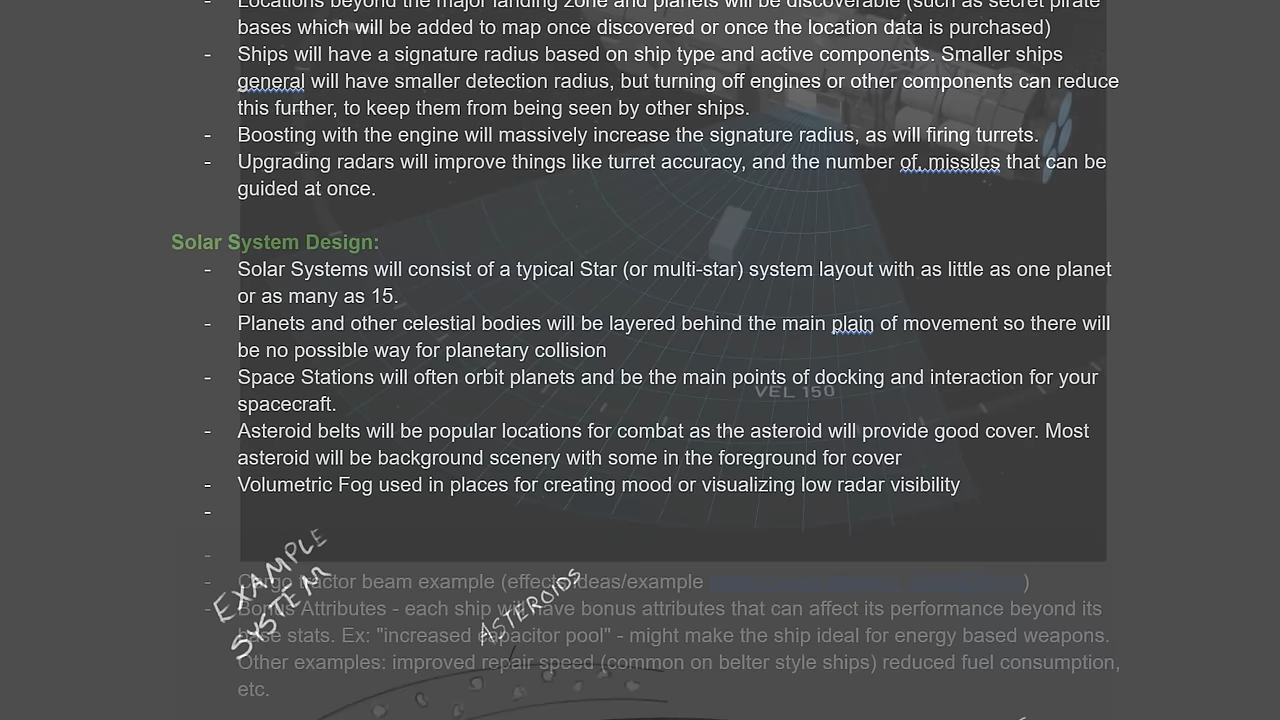 - Locations beyond the major landing zone and planets will be discoverable (such as secret pirate
bases which will be added to map once discovered or once the location data is purchased)
- Ships will have a signature radius based on ship type and active components. Smaller ships
general will have smaller detection radius, but turning off engines or other components can reduce
this further, to keep them from being seen by other ships.
- Boosting with the engine will massively increase the signature radius, as will firing turrets.
- Upgrading radars will improve things like turret accuracy, and the number of, missiles that can be
guided at once.
Solar System Design:
- Solar Systems will consist of a typical Star (or multi-star) system layout with as little as one planet
or as many as 15.
- Planets and other celestial bodies will be layered behind the main plain of movement so there will
be no possible way for planetary collision
- Space Stations will often orbit planets and be the main points of docking and interaction for your
spacecraft.
VEL 150
- Asteroid belts will be popular locations for combat as the asteroid will provide good cover. Most
asteroid will be background scenery with some in the foreground for cover
- Volumetric Fog used in places for creating mood or visualizing low radar visibility
-
-
EXAMPLE
SYSTEM
ASTEROIDS
- Cargo tractor beam example (effect ideas/example )
- Bonus Attributes - each ship will have bonus attributes that can affect its performance beyond its
base stats. Ex: "increased capacitor pool" - might make the ship ideal for energy based weapons.
Other examples: improved repair speed (common on belter style ships) reduced fuel consumption,
etc.